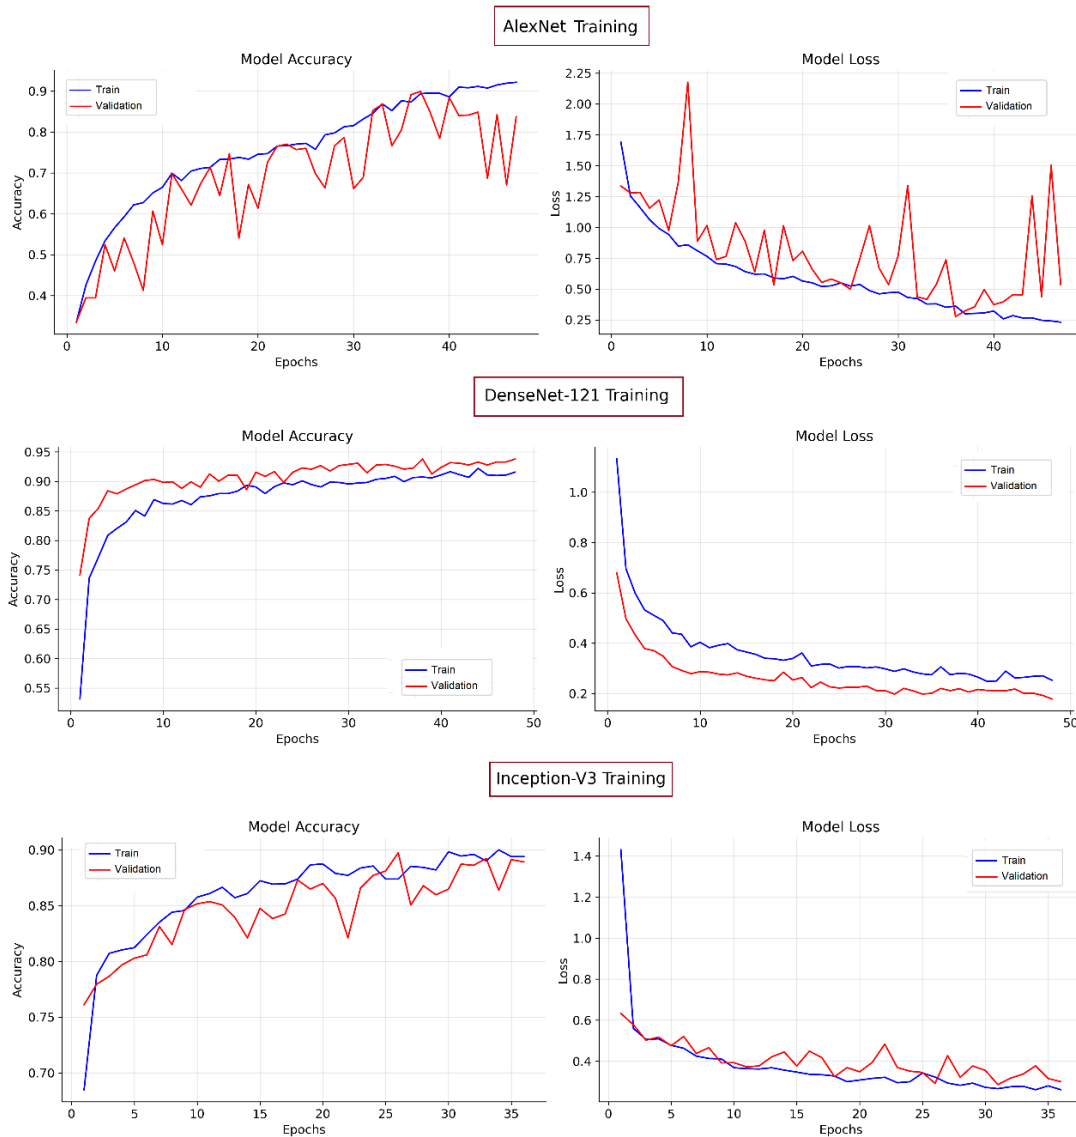 AlexNet Training
Model Accuracy
Train
Validation
0.9
0.8
0.7
0.6
0.5
0.4
Accuracy
0 10 20 30 40
Epochs
Model Loss
Train
Validation
2.25
2.00
1.75
1.50
1.25
1.00
0.75
0.50
0.25
Loss
0 10 20 30 40
Epochs
DenseNet-121 Training
Model Accuracy
0.95
0.90
0.85
0.80
0.75
0.70
0.65
0.60
0.55
Accuracy
Train
Validation
0 10 20 30 40 50
Epochs
Model Loss
Train
Validation
1.0
0.8
0.6
0.4
0.2
Loss
0 10 20 30 40 50
Epochs
Inception-V3 Training
Model Accuracy
Train
Validation
0.90
0.85
0.80
0.75
0.70
Accuracy
0 5 10 15 20 25 30 35
Epochs
Model Loss
Train
Validation
1.4
1.2
1.0
0.8
0.6
0.4
Loss
0 5 10 15 20 25 30 35
Epochs